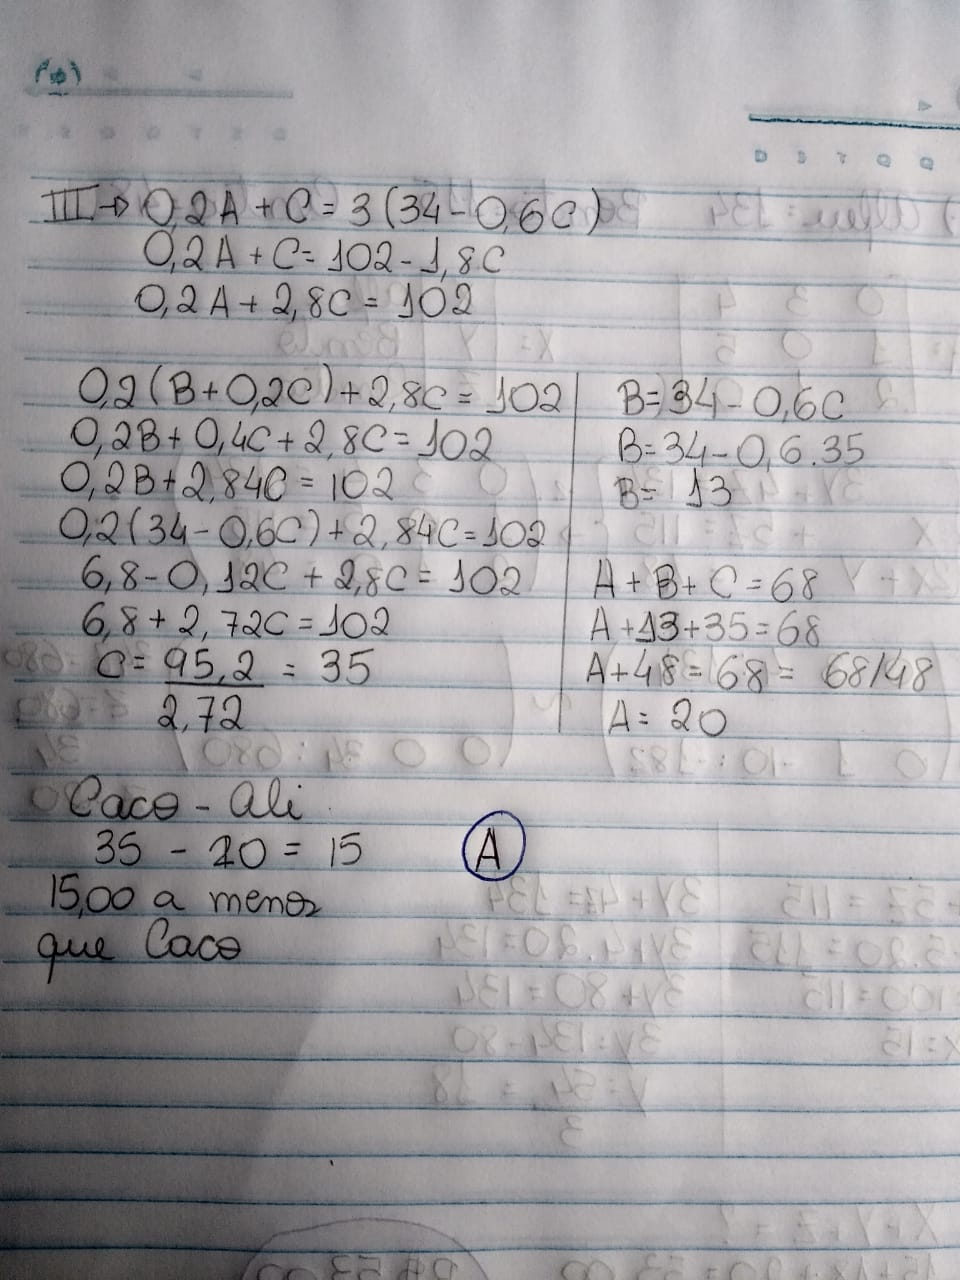 D S T Q Q
III → 0,2A + C = 3 (34 - 0,6C)
0,2A + C = 102 - 1,8C
0,2A + 2,8C = 102
0,2(B + 0,2C) + 2,8C = 102
0,2B + 0,4C + 2,8C = 102
0,2B + 2,84C = 102
0,2(34 - 0,6C) + 2,84C = 102
6,8 - 0,12C + 2,8C = 102
6,8 + 2,72C = 102
C = 95,2 = 35
2,72
B = 34 - 0,6C
B = 34 - 0,6.35
B = 13
A + B + C = 68
A + 13 + 35 = 68
A + 48 = 68 = 68/48
A = 20
Caco - Ali
35 - 20 = 15
A
15,00 a menos
que Caco